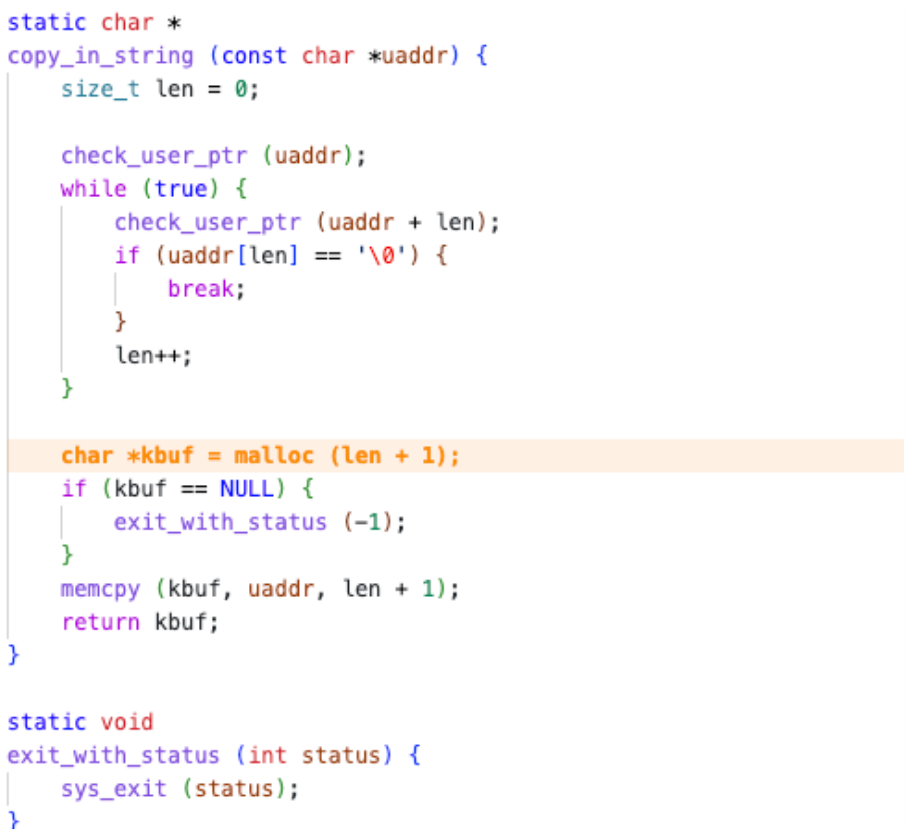 static char *
copy_in_string (const char *uaddr) {
    size_t len = 0;

    check_user_ptr (uaddr);
    while (true) {
        check_user_ptr (uaddr + len);
        if (uaddr[len] == '\0') {
            break;
        }
        len++;
    }

    char *kbuf = malloc (len + 1);
    if (kbuf == NULL) {
        exit_with_status (-1);
    }
    memcpy (kbuf, uaddr, len + 1);
    return kbuf;
}

static void
exit_with_status (int status) {
    sys_exit (status);
}